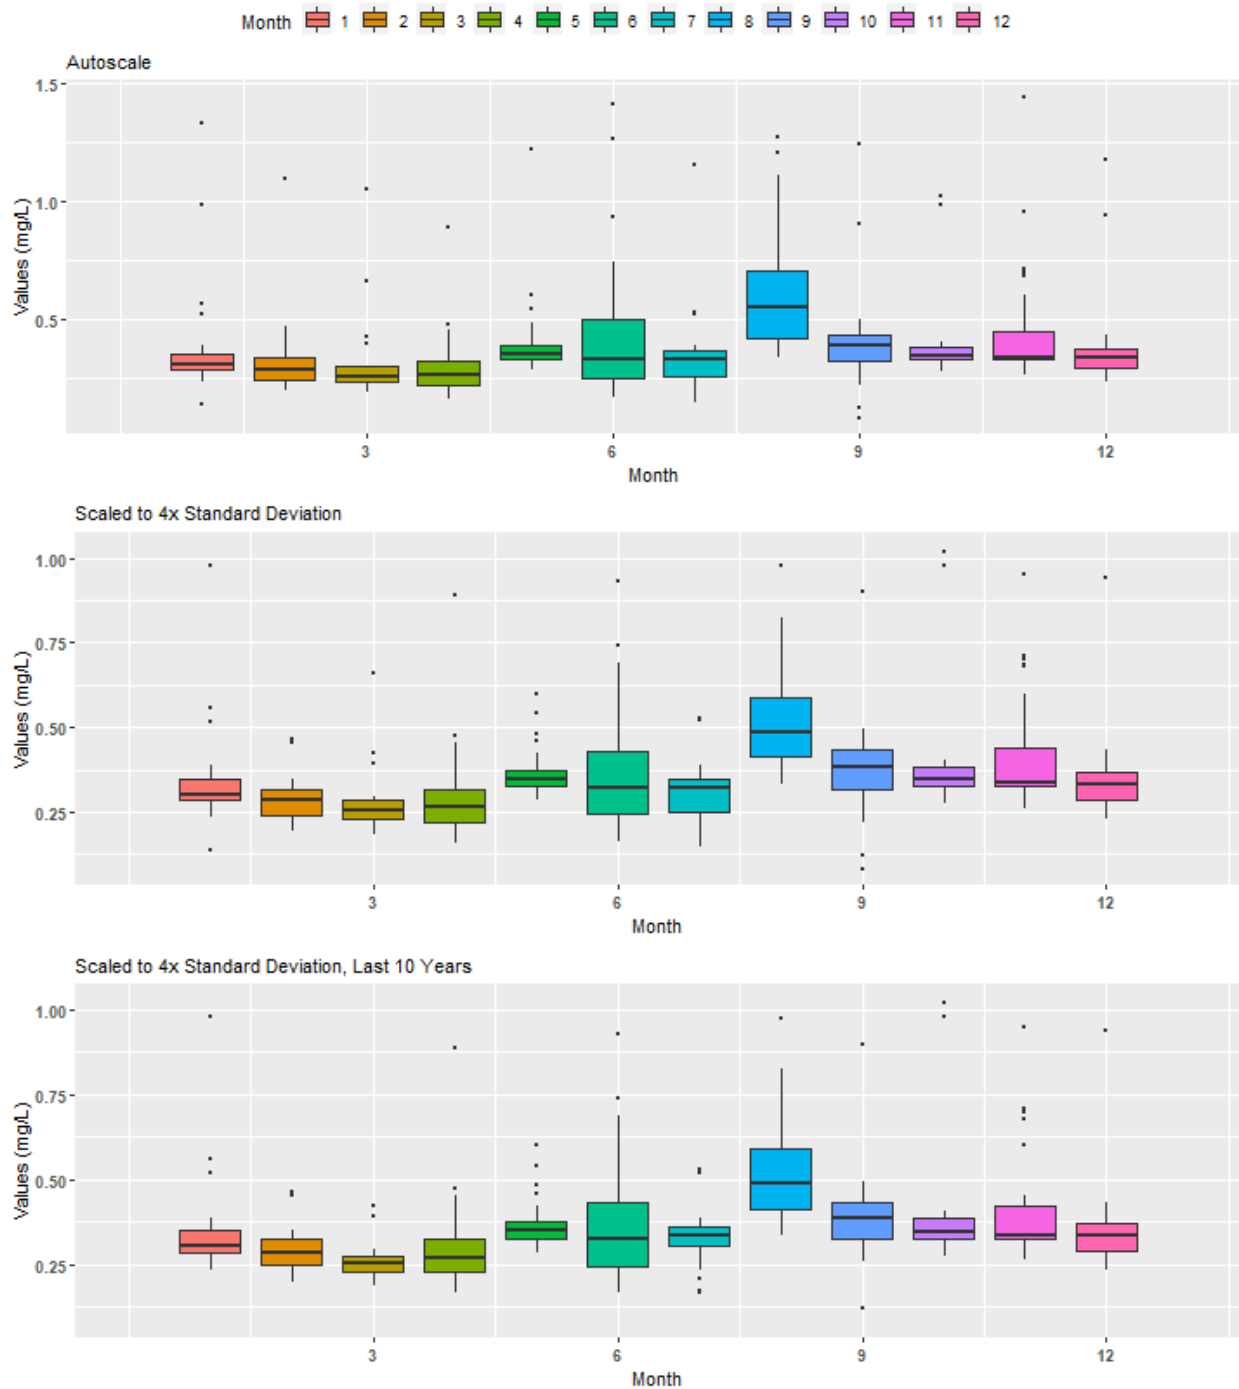 Month 1 2 3 4 5 6 7 8 9 10 11 12
Autoscale
1.5
1.0
0.5
Values (mg/L)
3 6 9 12
Month
Scaled to 4x Standard Deviation
1.00
0.75
0.50
0.25
Values (mg/L)
3 6 9 12
Month
Scaled to 4x Standard Deviation, Last 10 Years
1.00
0.75
0.50
0.25
Values (mg/L)
3 6 9 12
Month